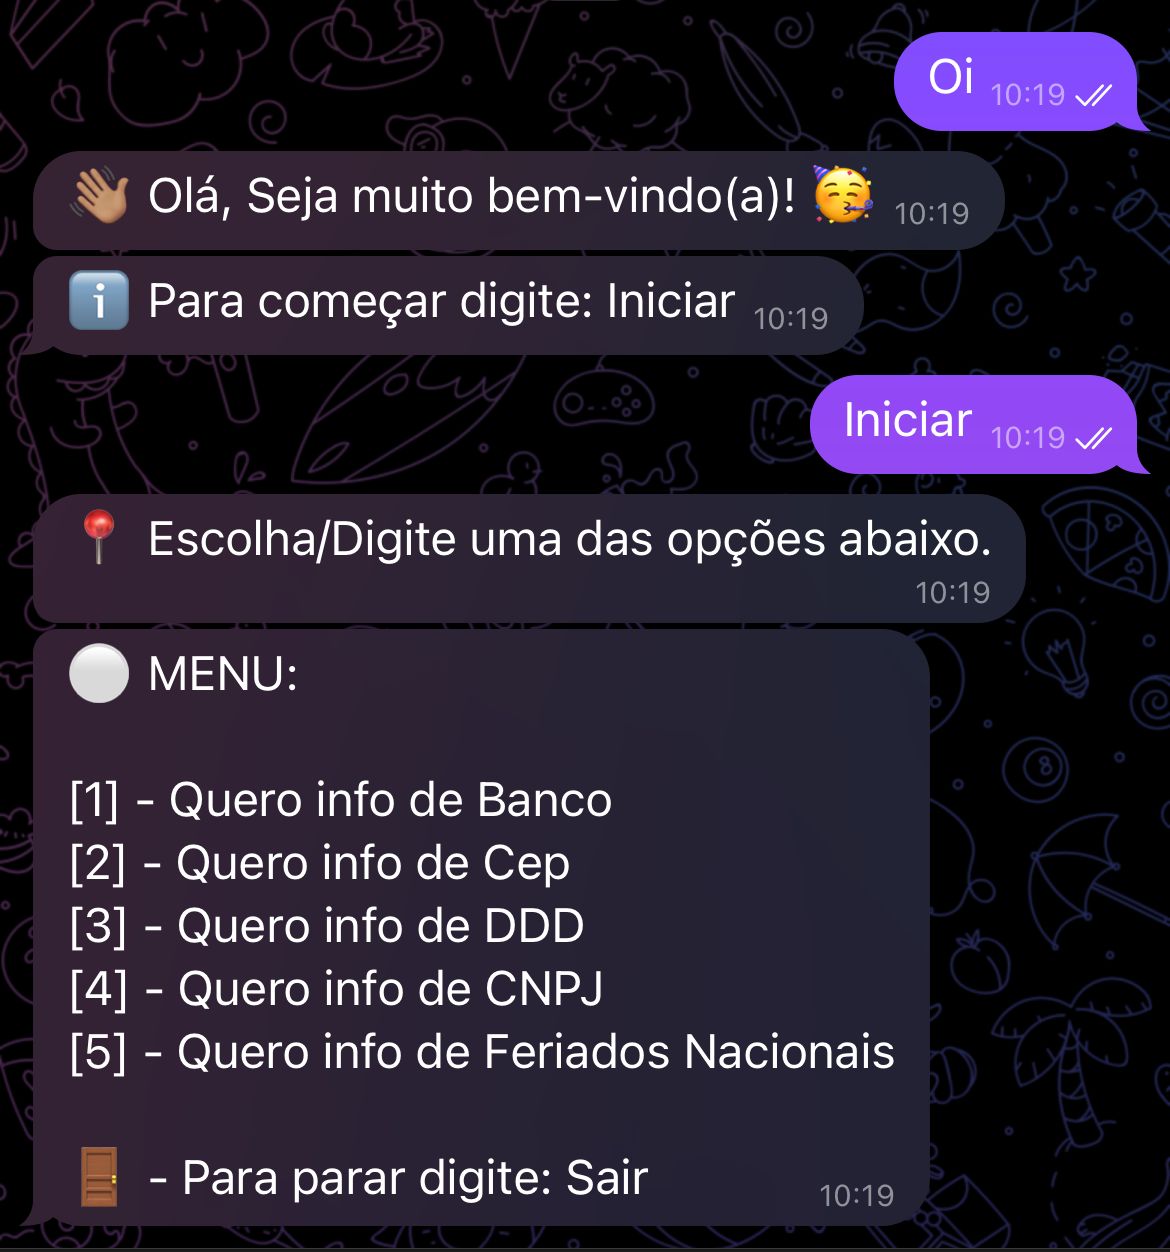 Oi 10:19
👋🏽 Olá, Seja muito bem-vindo(a)! 🥳 10:19
ℹ️ Para começar digite: Iniciar 10:19
Iniciar 10:19
📍 Escolha/Digite uma das opções abaixo.
10:19
⚪ MENU:
[1] - Quero info de Banco
[2] - Quero info de Cep
[3] - Quero info de DDD
[4] - Quero info de CNPJ
[5] - Quero info de Feriados Nacionais
🚪 - Para parar digite: Sair 10:19